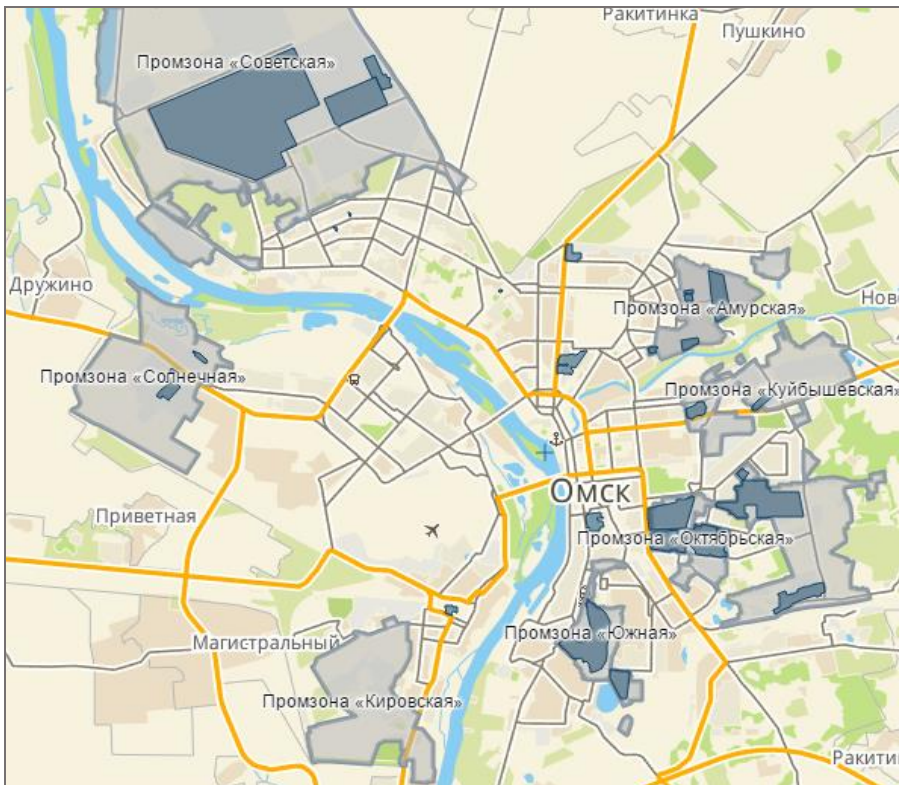 Ракитинка
Пушкино
Промзона «Советская»
Дружино
Ново
Промзона «Амурская»
Промзона «Солнечная»
Промзона «Куйбышевская»
Омск
Приветная
Промзона «Октябрьская»
Промзона «Южная»
Магистральный
Промзона «Кировская»
Ракити